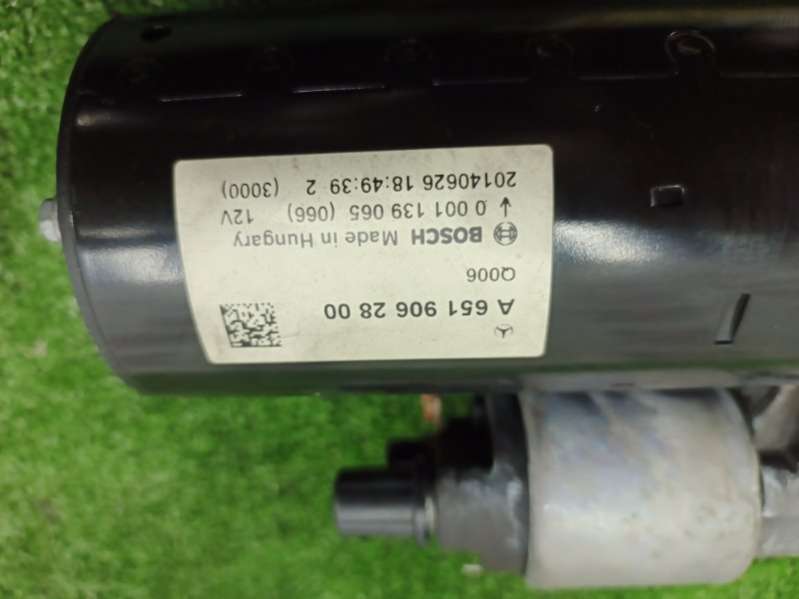 A 651 906 28 00
Q006
BOSCH Made in Hungary
0 001 139 065 (066) 12V
20140626 18:49:39 2 (3000)